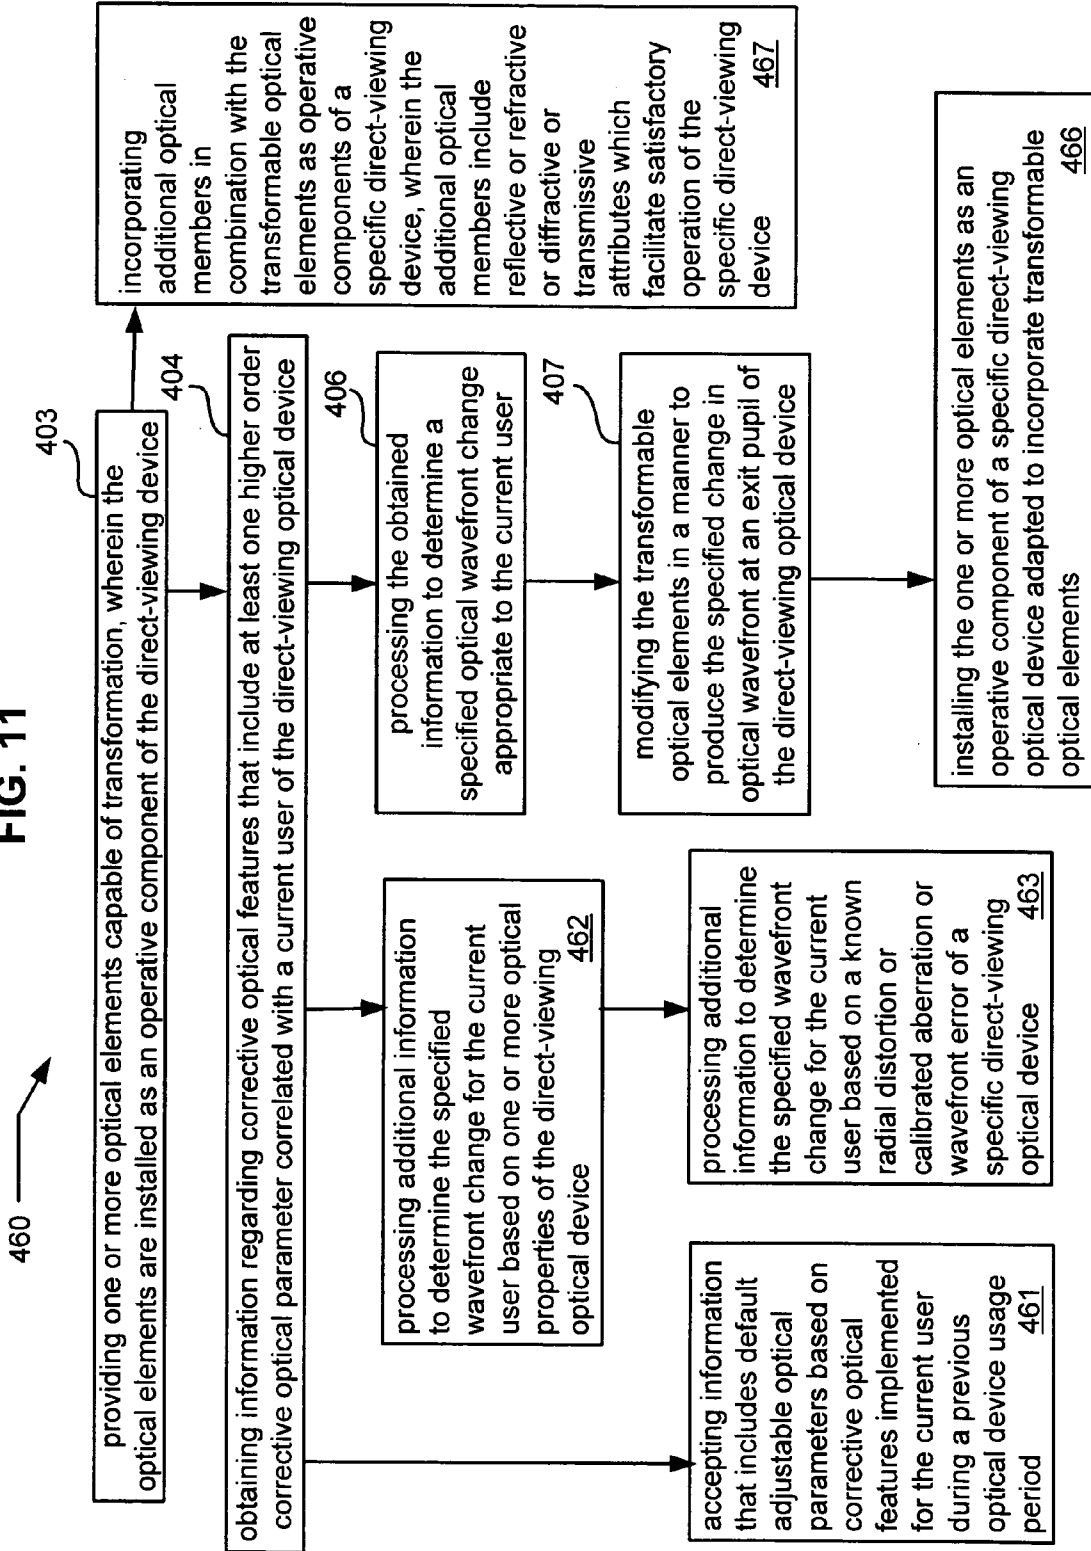 FIG. 11
460
403
providing one or more optical elements capable of transformation, wherein the
optical elements are installed as an operative component of the direct-viewing device
404
obtaining information regarding corrective optical features that include at least one higher order
corrective optical parameter correlated with a current user of the direct-viewing optical device
406
processing the obtained
information to determine a
specified optical wavefront change
appropriate to the current user
407
modifying the transformable
optical elements in a manner to
produce the specified change in
optical wavefront at an exit pupil of
the direct-viewing optical device
incorporating
additional optical
members in
combination with the
transformable optical
elements as operative
components of a
specific direct-viewing
device, wherein the
additional optical
members include
reflective or refractive
or diffractive or
transmissive
attributes which
facilitate satisfactory
operation of the
specific direct-viewing
device 467
processing additional information
to determine the specified
wavefront change for the current
user based on one or more optical
properties of the direct-viewing
optical device 462
accepting information
that includes default
adjustable optical
parameters based on
corrective optical
features implemented
for the current user
during a previous
optical device usage
period 461
processing additional
information to determine
the specified wavefront
change for the current
user based on a known
radial distortion or
calibrated aberration or
wavefront error of a
specific direct-viewing
optical device 463
installing the one or more optical elements as an
operative component of a specific direct-viewing
optical device adapted to incorporate transformable
optical elements 466